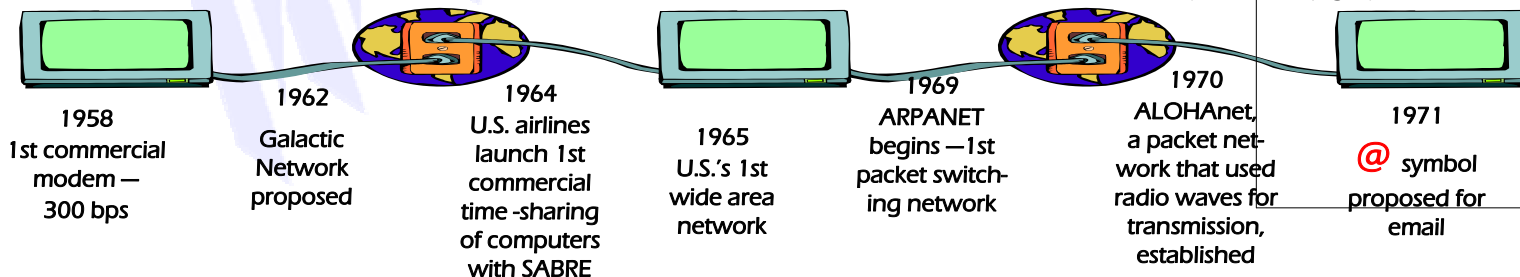 1958
1st commercial
modem —
300 bps
1962
Galactic
Network
proposed
1964
U.S. airlines
launch 1st
commercial
time -sharing
of computers
with SABRE
1965
U.S.'s 1st
wide area
network
1969
ARPANET
begins —1st
packet switch-
ing network
1970
ALOHAnet,
a packet net-
work that used
radio waves for
transmission,
established
1971
@ symbol
proposed for
email